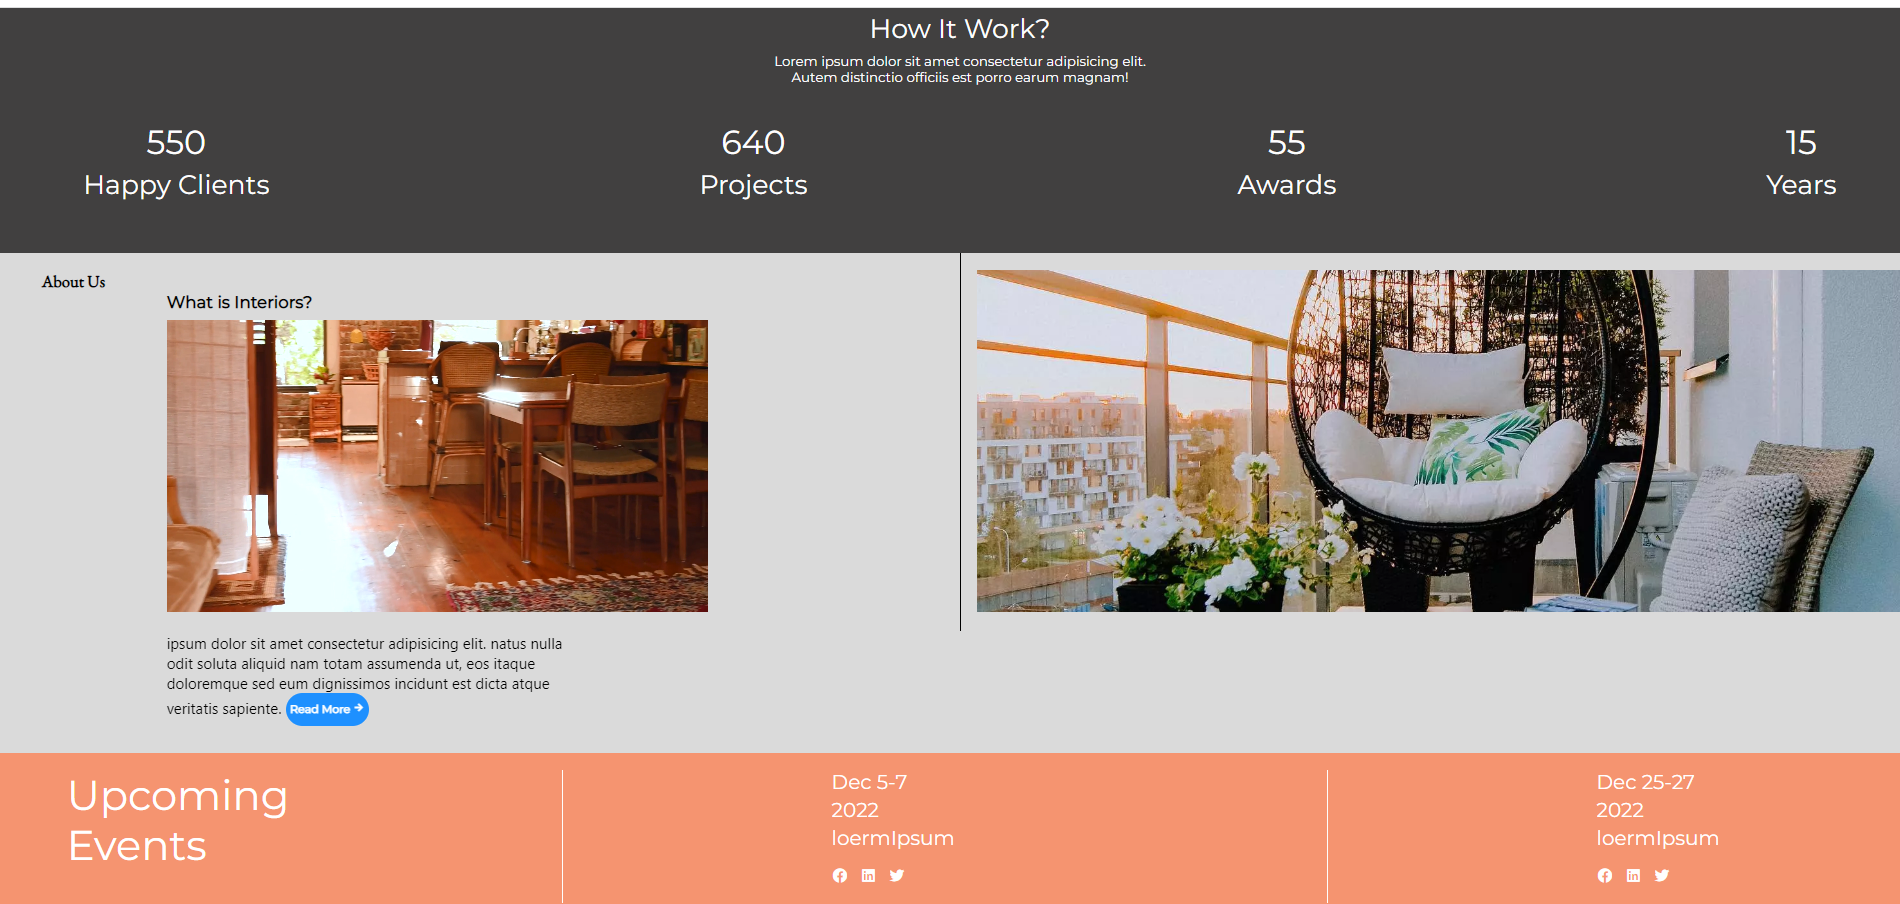 How It Work?
Lorem ipsum dolor sit amet consectetur adipisicing elit.
Autem distinctio officiis est porro earum magnam!
550
Happy Clients
640
Projects
55
Awards
15
Years
About Us
What is Interiors?
ipsum dolor sit amet consectetur adipisicing elit. natus nulla
odit soluta aliquid nam totam assumenda ut, eos itaque
doloremque sed eum dignissimos incidunt est dicta atque
veritatis sapiente. Read More →
Upcoming
Events
Dec 5-7
2022
loermIpsum
Dec 25-27
2022
loermIpsum